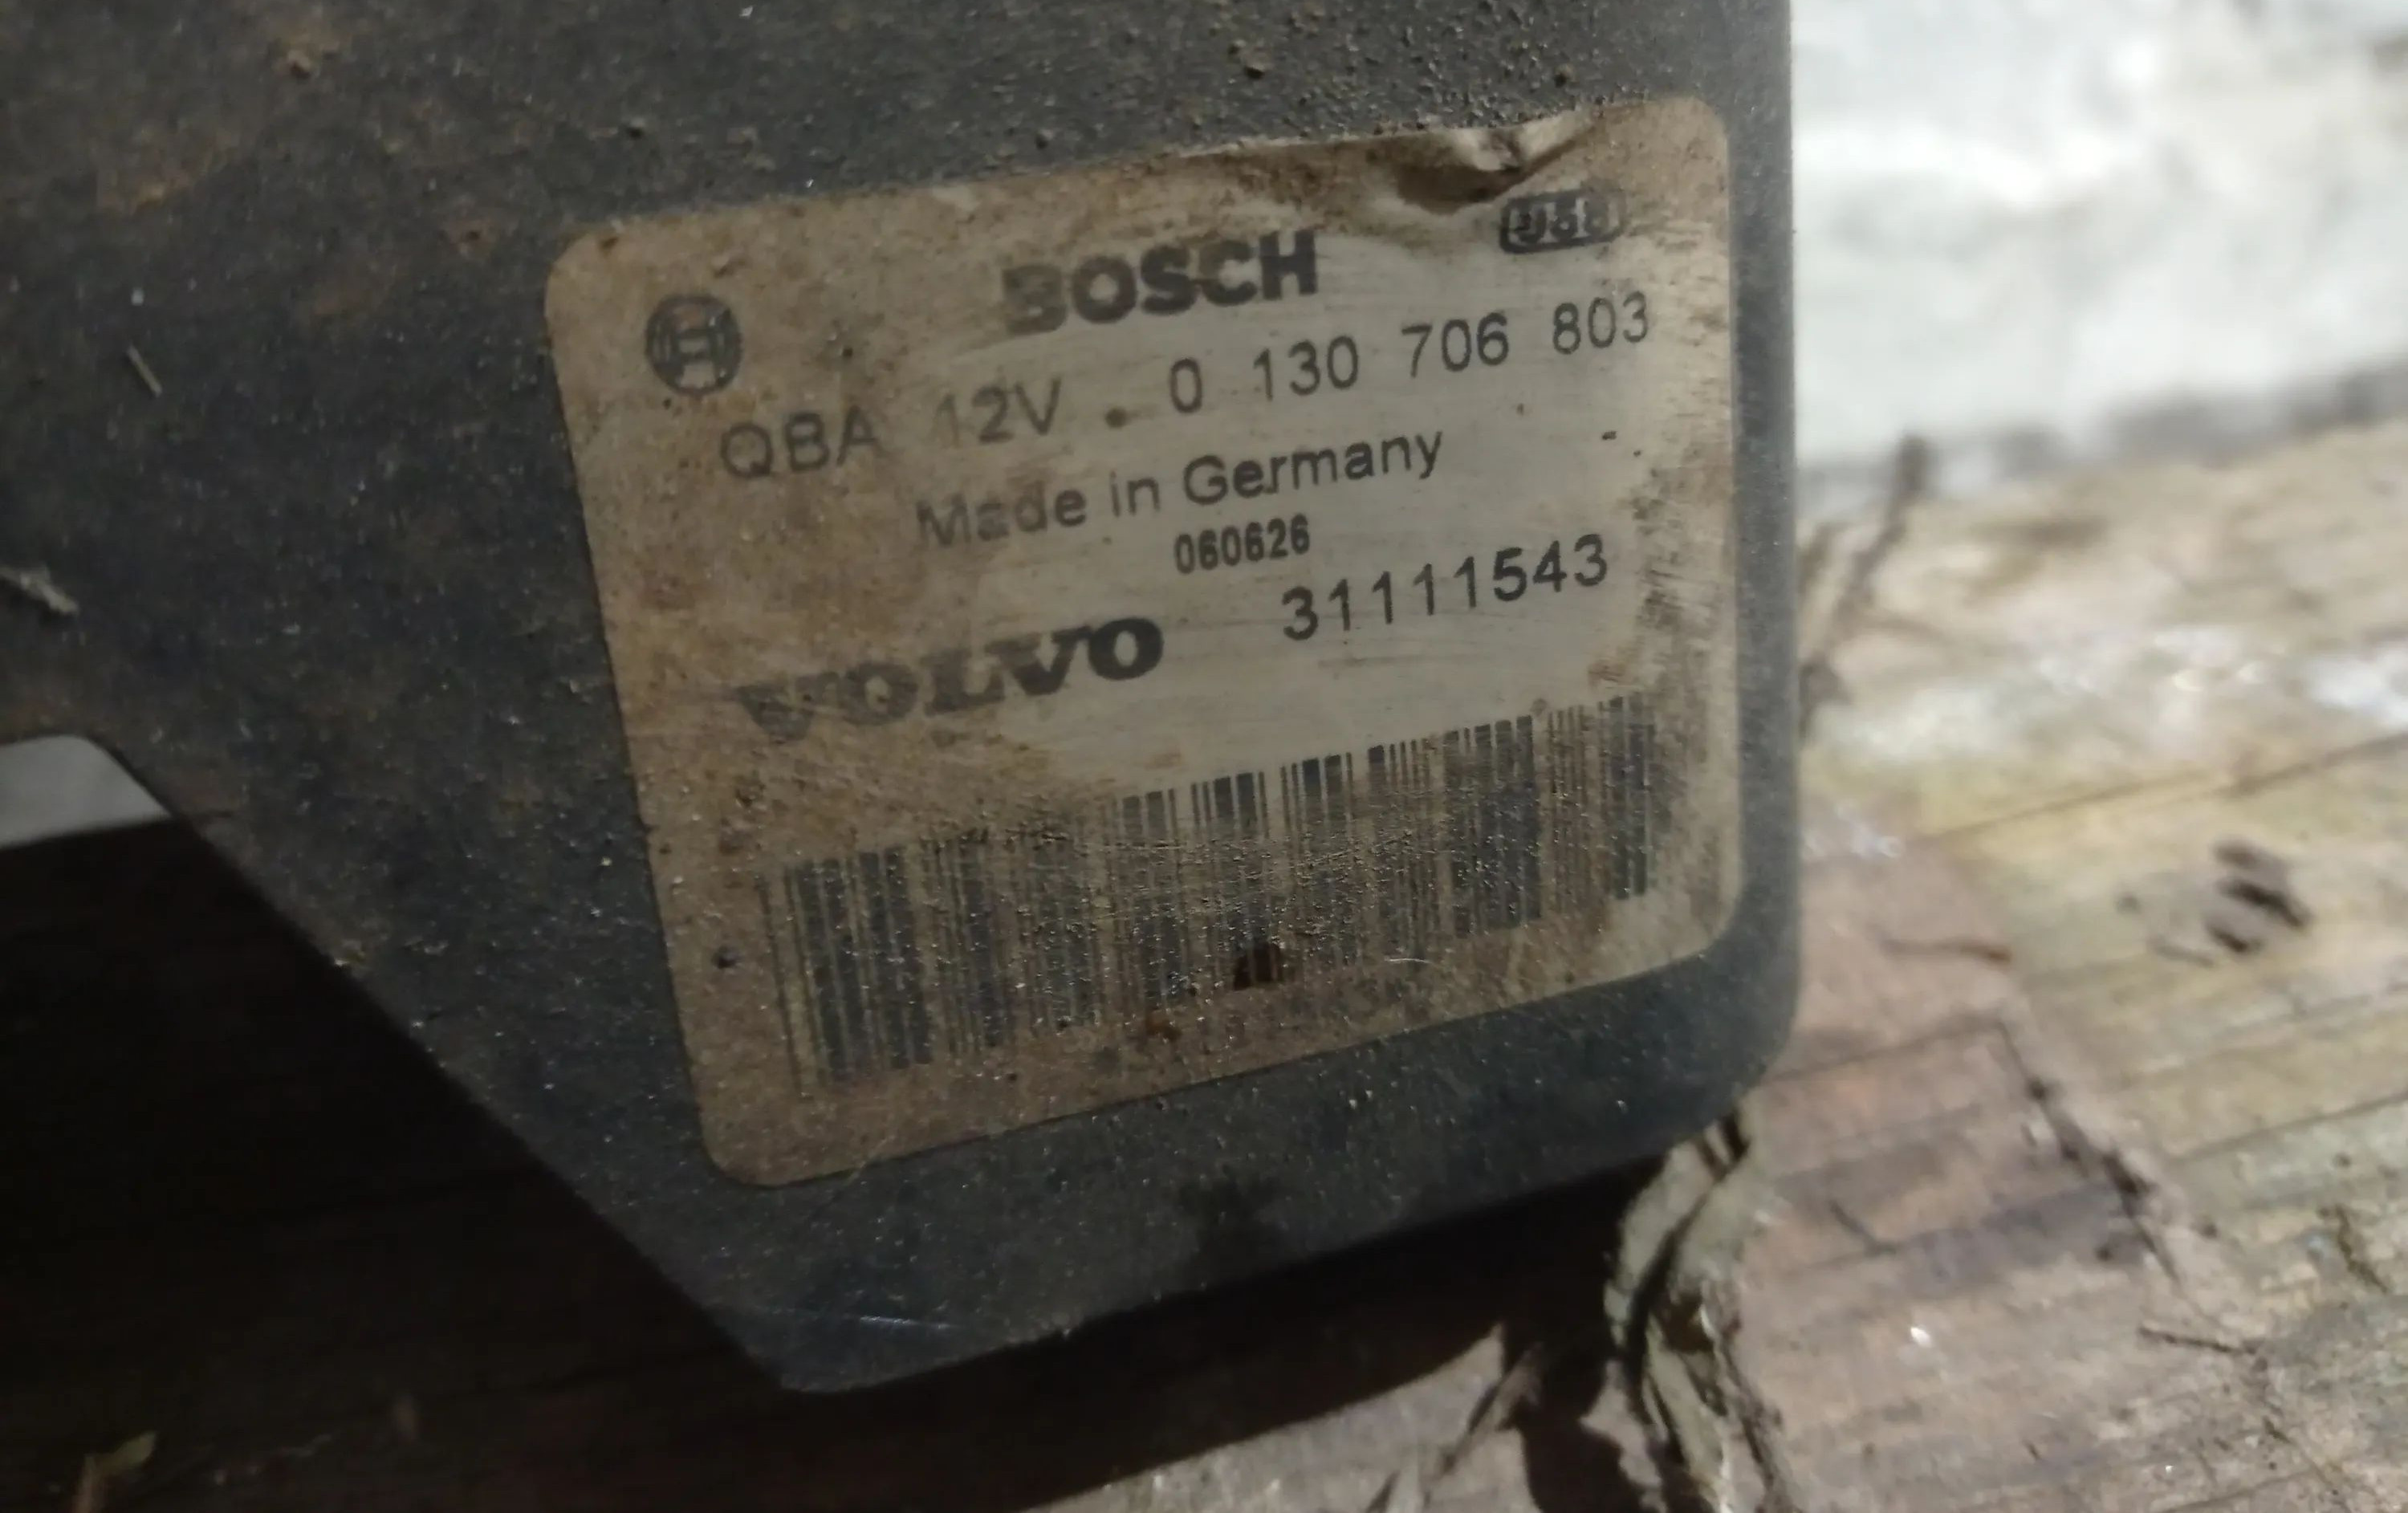 BOSCH
QBA 12V . 0 130 706 803
Made in Germany
060626
VOLVO 31111543